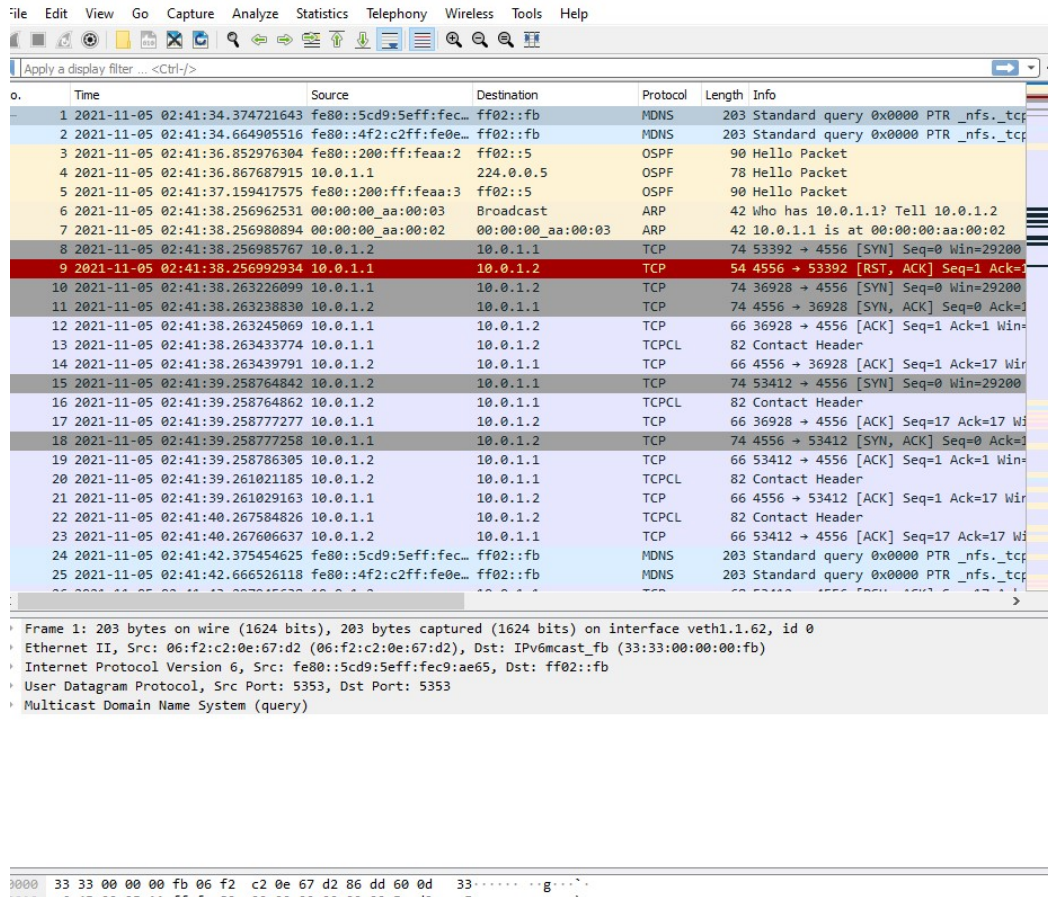 File Edit View Go Capture Analyze Statistics Telephony Wireless Tools Help
Apply a display filter ... <Ctrl-/>
o. Time Source Destination Protocol Length Info
1 2021-11-05 02:41:34.374721643 fe80::5cd9:5eff:fec… ff02::fb MDNS 203 Standard query 0x0000 PTR _nfs._tcp
2 2021-11-05 02:41:34.664905516 fe80::4f2:c2ff:fe0e… ff02::fb MDNS 203 Standard query 0x0000 PTR _nfs._tcp
3 2021-11-05 02:41:36.852976304 fe80::200:ff:feaa:2 ff02::5 OSPF 90 Hello Packet
4 2021-11-05 02:41:36.867687915 10.0.1.1 224.0.0.5 OSPF 78 Hello Packet
5 2021-11-05 02:41:37.159417575 fe80::200:ff:feaa:3 ff02::5 OSPF 90 Hello Packet
6 2021-11-05 02:41:38.256962531 00:00:00_aa:00:03 Broadcast ARP 42 Who has 10.0.1.1? Tell 10.0.1.2
7 2021-11-05 02:41:38.256980894 00:00:00_aa:00:02 00:00:00_aa:00:03 ARP 42 10.0.1.1 is at 00:00:00:aa:00:02
8 2021-11-05 02:41:38.256985767 10.0.1.2 10.0.1.1 TCP 74 53392 → 4556 [SYN] Seq=0 Win=29200
9 2021-11-05 02:41:38.256992934 10.0.1.1 10.0.1.2 TCP 54 4556 → 53392 [RST, ACK] Seq=1 Ack=1
10 2021-11-05 02:41:38.263226099 10.0.1.1 10.0.1.2 TCP 74 36928 → 4556 [SYN] Seq=0 Win=29200
11 2021-11-05 02:41:38.263238830 10.0.1.2 10.0.1.1 TCP 74 4556 → 36928 [SYN, ACK] Seq=0 Ack=1
12 2021-11-05 02:41:38.263245069 10.0.1.1 10.0.1.2 TCP 66 36928 → 4556 [ACK] Seq=1 Ack=1 Win=
13 2021-11-05 02:41:38.263433774 10.0.1.1 10.0.1.2 TCPCL 82 Contact Header
14 2021-11-05 02:41:38.263439791 10.0.1.2 10.0.1.1 TCP 66 4556 → 36928 [ACK] Seq=1 Ack=17 Win
15 2021-11-05 02:41:39.258764842 10.0.1.2 10.0.1.1 TCP 74 53412 → 4556 [SYN] Seq=0 Win=29200
16 2021-11-05 02:41:39.258764862 10.0.1.2 10.0.1.1 TCPCL 82 Contact Header
17 2021-11-05 02:41:39.258777277 10.0.1.1 10.0.1.2 TCP 66 36928 → 4556 [ACK] Seq=17 Ack=17 Wi
18 2021-11-05 02:41:39.258777258 10.0.1.1 10.0.1.2 TCP 74 4556 → 53412 [SYN, ACK] Seq=0 Ack=1
19 2021-11-05 02:41:39.258786305 10.0.1.2 10.0.1.1 TCP 66 53412 → 4556 [ACK] Seq=1 Ack=1 Win=
20 2021-11-05 02:41:39.261021185 10.0.1.2 10.0.1.1 TCPCL 82 Contact Header
21 2021-11-05 02:41:39.261029163 10.0.1.1 10.0.1.2 TCP 66 4556 → 53412 [ACK] Seq=1 Ack=17 Win
22 2021-11-05 02:41:40.267584826 10.0.1.1 10.0.1.2 TCPCL 82 Contact Header
23 2021-11-05 02:41:40.267606637 10.0.1.2 10.0.1.1 TCP 66 53412 → 4556 [ACK] Seq=17 Ack=17 Wi
24 2021-11-05 02:41:42.375454625 fe80::5cd9:5eff:fec… ff02::fb MDNS 203 Standard query 0x0000 PTR _nfs._tcp
25 2021-11-05 02:41:42.666526118 fe80::4f2:c2ff:fe0e… ff02::fb MDNS 203 Standard query 0x0000 PTR _nfs._tcp
Frame 1: 203 bytes on wire (1624 bits), 203 bytes captured (1624 bits) on interface veth1.1.62, id 0
Ethernet II, Src: 06:f2:c2:0e:67:d2 (06:f2:c2:0e:67:d2), Dst: IPv6mcast_fb (33:33:00:00:00:fb)
Internet Protocol Version 6, Src: fe80::5cd9:5eff:fec9:ae65, Dst: ff02::fb
User Datagram Protocol, Src Port: 5353, Dst Port: 5353
Multicast Domain Name System (query)
0000 33 33 00 00 00 fb 06 f2 c2 0e 67 d2 86 dd 60 0d 33······ ··g···`·